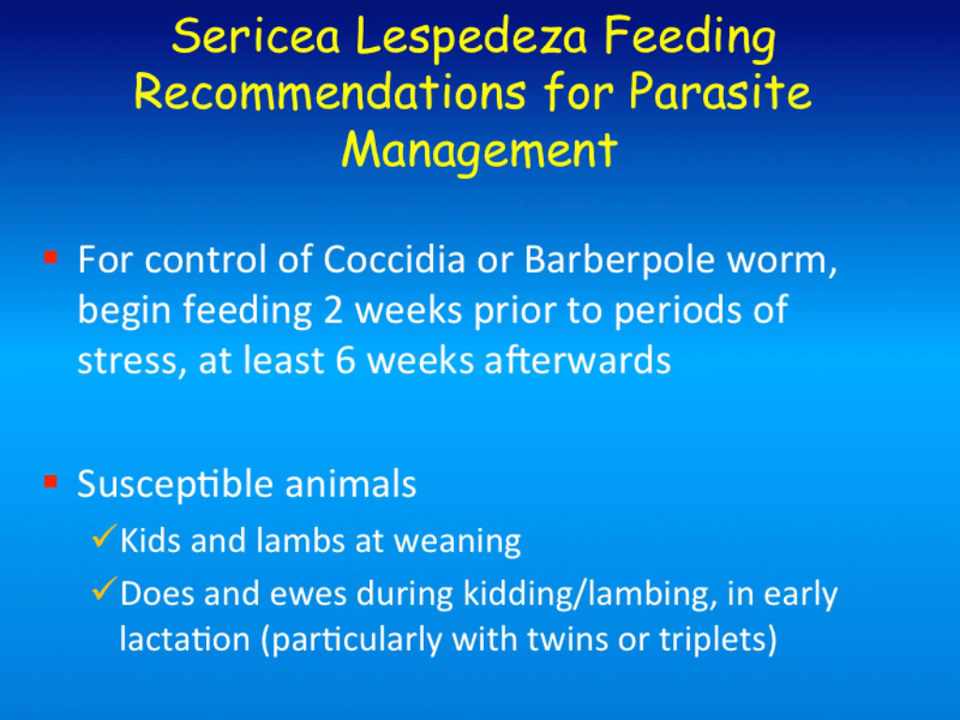 Sericea Lespedeza Feeding
Recommendations for Parasite
Management
▪ For control of Coccidia or Barberpole worm,
begin feeding 2 weeks prior to periods of
stress, at least 6 weeks afterwards
▪ Susceptible animals
✓Kids and lambs at weaning
✓Does and ewes during kidding/lambing, in early
lactation (particularly with twins or triplets)